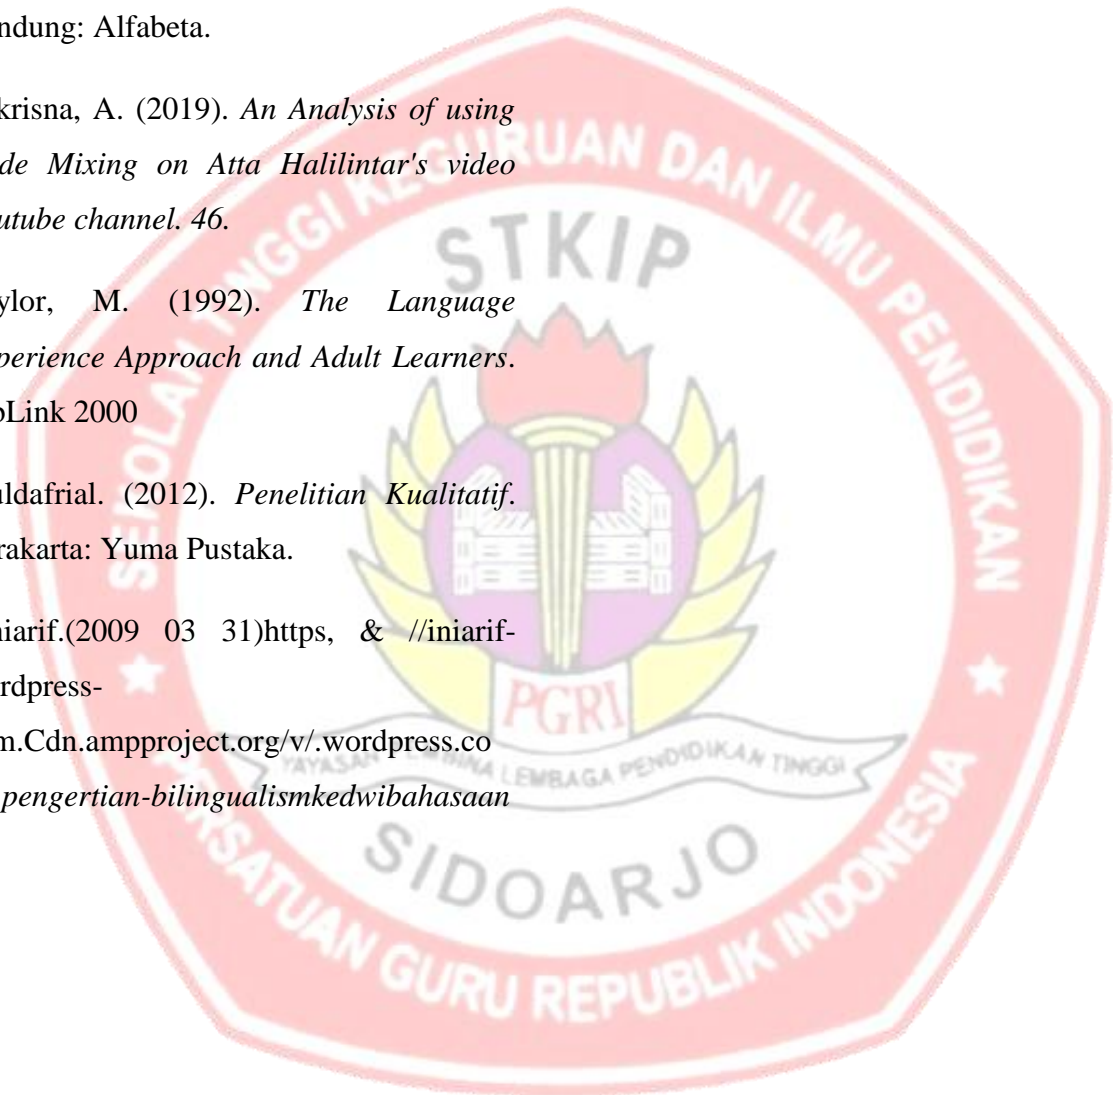 ndung: Alfabeta.
krisna, A. (2019). An Analysis of using
de Mixing on Atta Halilintar's video
utube channel. 46.
ylor, M. (1992). The Language
perience Approach and Adult Learners.
oLink 2000
uldafrial. (2012). Penelitian Kualitatif.
rakarta: Yuma Pustaka.
niarif.(2009 03 31)https, & //iniarif-
rdpress-
m.Cdn.ampproject.org/v/.wordpress.co
pengertian-bilingualismkedwibahasaan
SEKOLAH TINGGI KEGURUAN DAN ILMU PENDIDIKAN
STKIP
PGRI
YAYASAN PEMBINA LEMBAGA PENDIDIKAN TINGGI
SIDOARJO
PERSATUAN GURU REPUBLIK INDONESIA